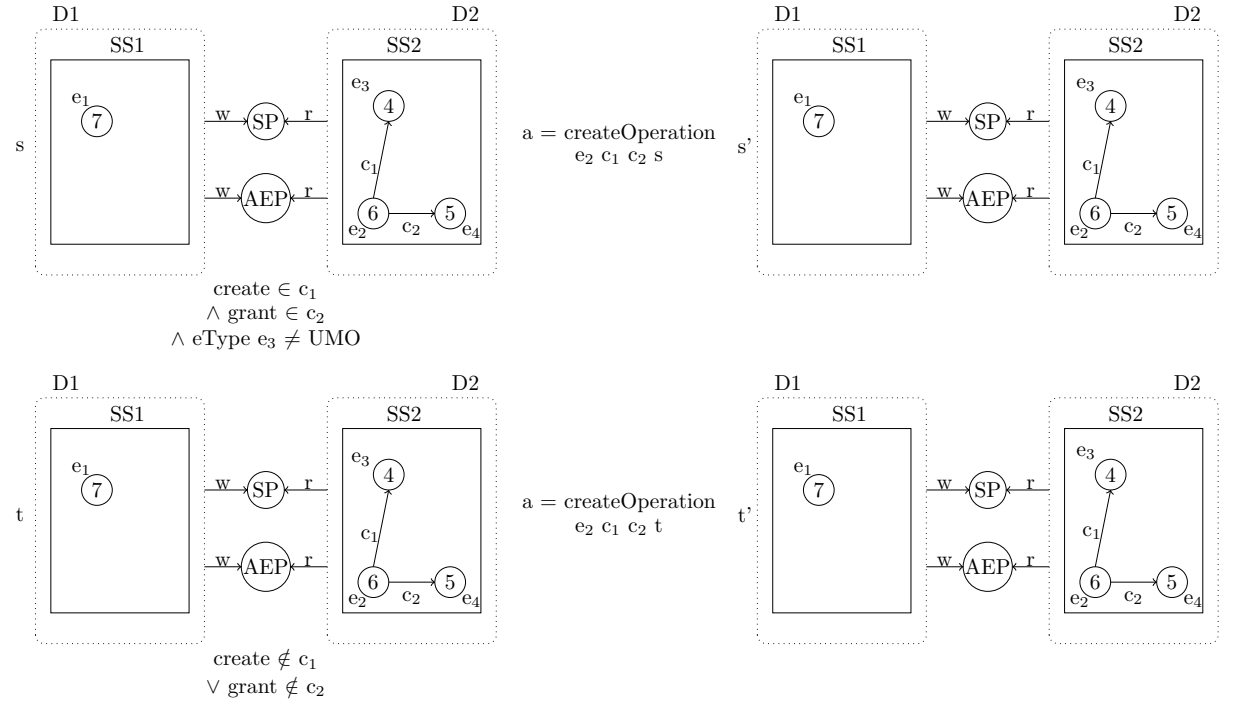 D1 D2 D1 D2
SS1 SS2 SS1 SS2
e₁ 7 w SP r e₃ 4
e₁ 7 w SP r e₃ 4
s a = createOperation s'
e₂ c₁ c₂ s
c₁ c₁
w AEP r 6 5
e₂ c₂ e₄
w AEP r 6 5
e₂ c₂ e₄
create ∈ c₁
∧ grant ∈ c₂
∧ eType e₃ ≠ UMO
D1 D2 D1 D2
SS1 SS2 SS1 SS2
e₁ 7 w SP r e₃ 4
e₁ 7 w SP r e₃ 4
t a = createOperation t'
e₂ c₁ c₂ t
c₁ c₁
w AEP r 6 5
e₂ c₂ e₄
w AEP r 6 5
e₂ c₂ e₄
create ∉ c₁
∨ grant ∉ c₂